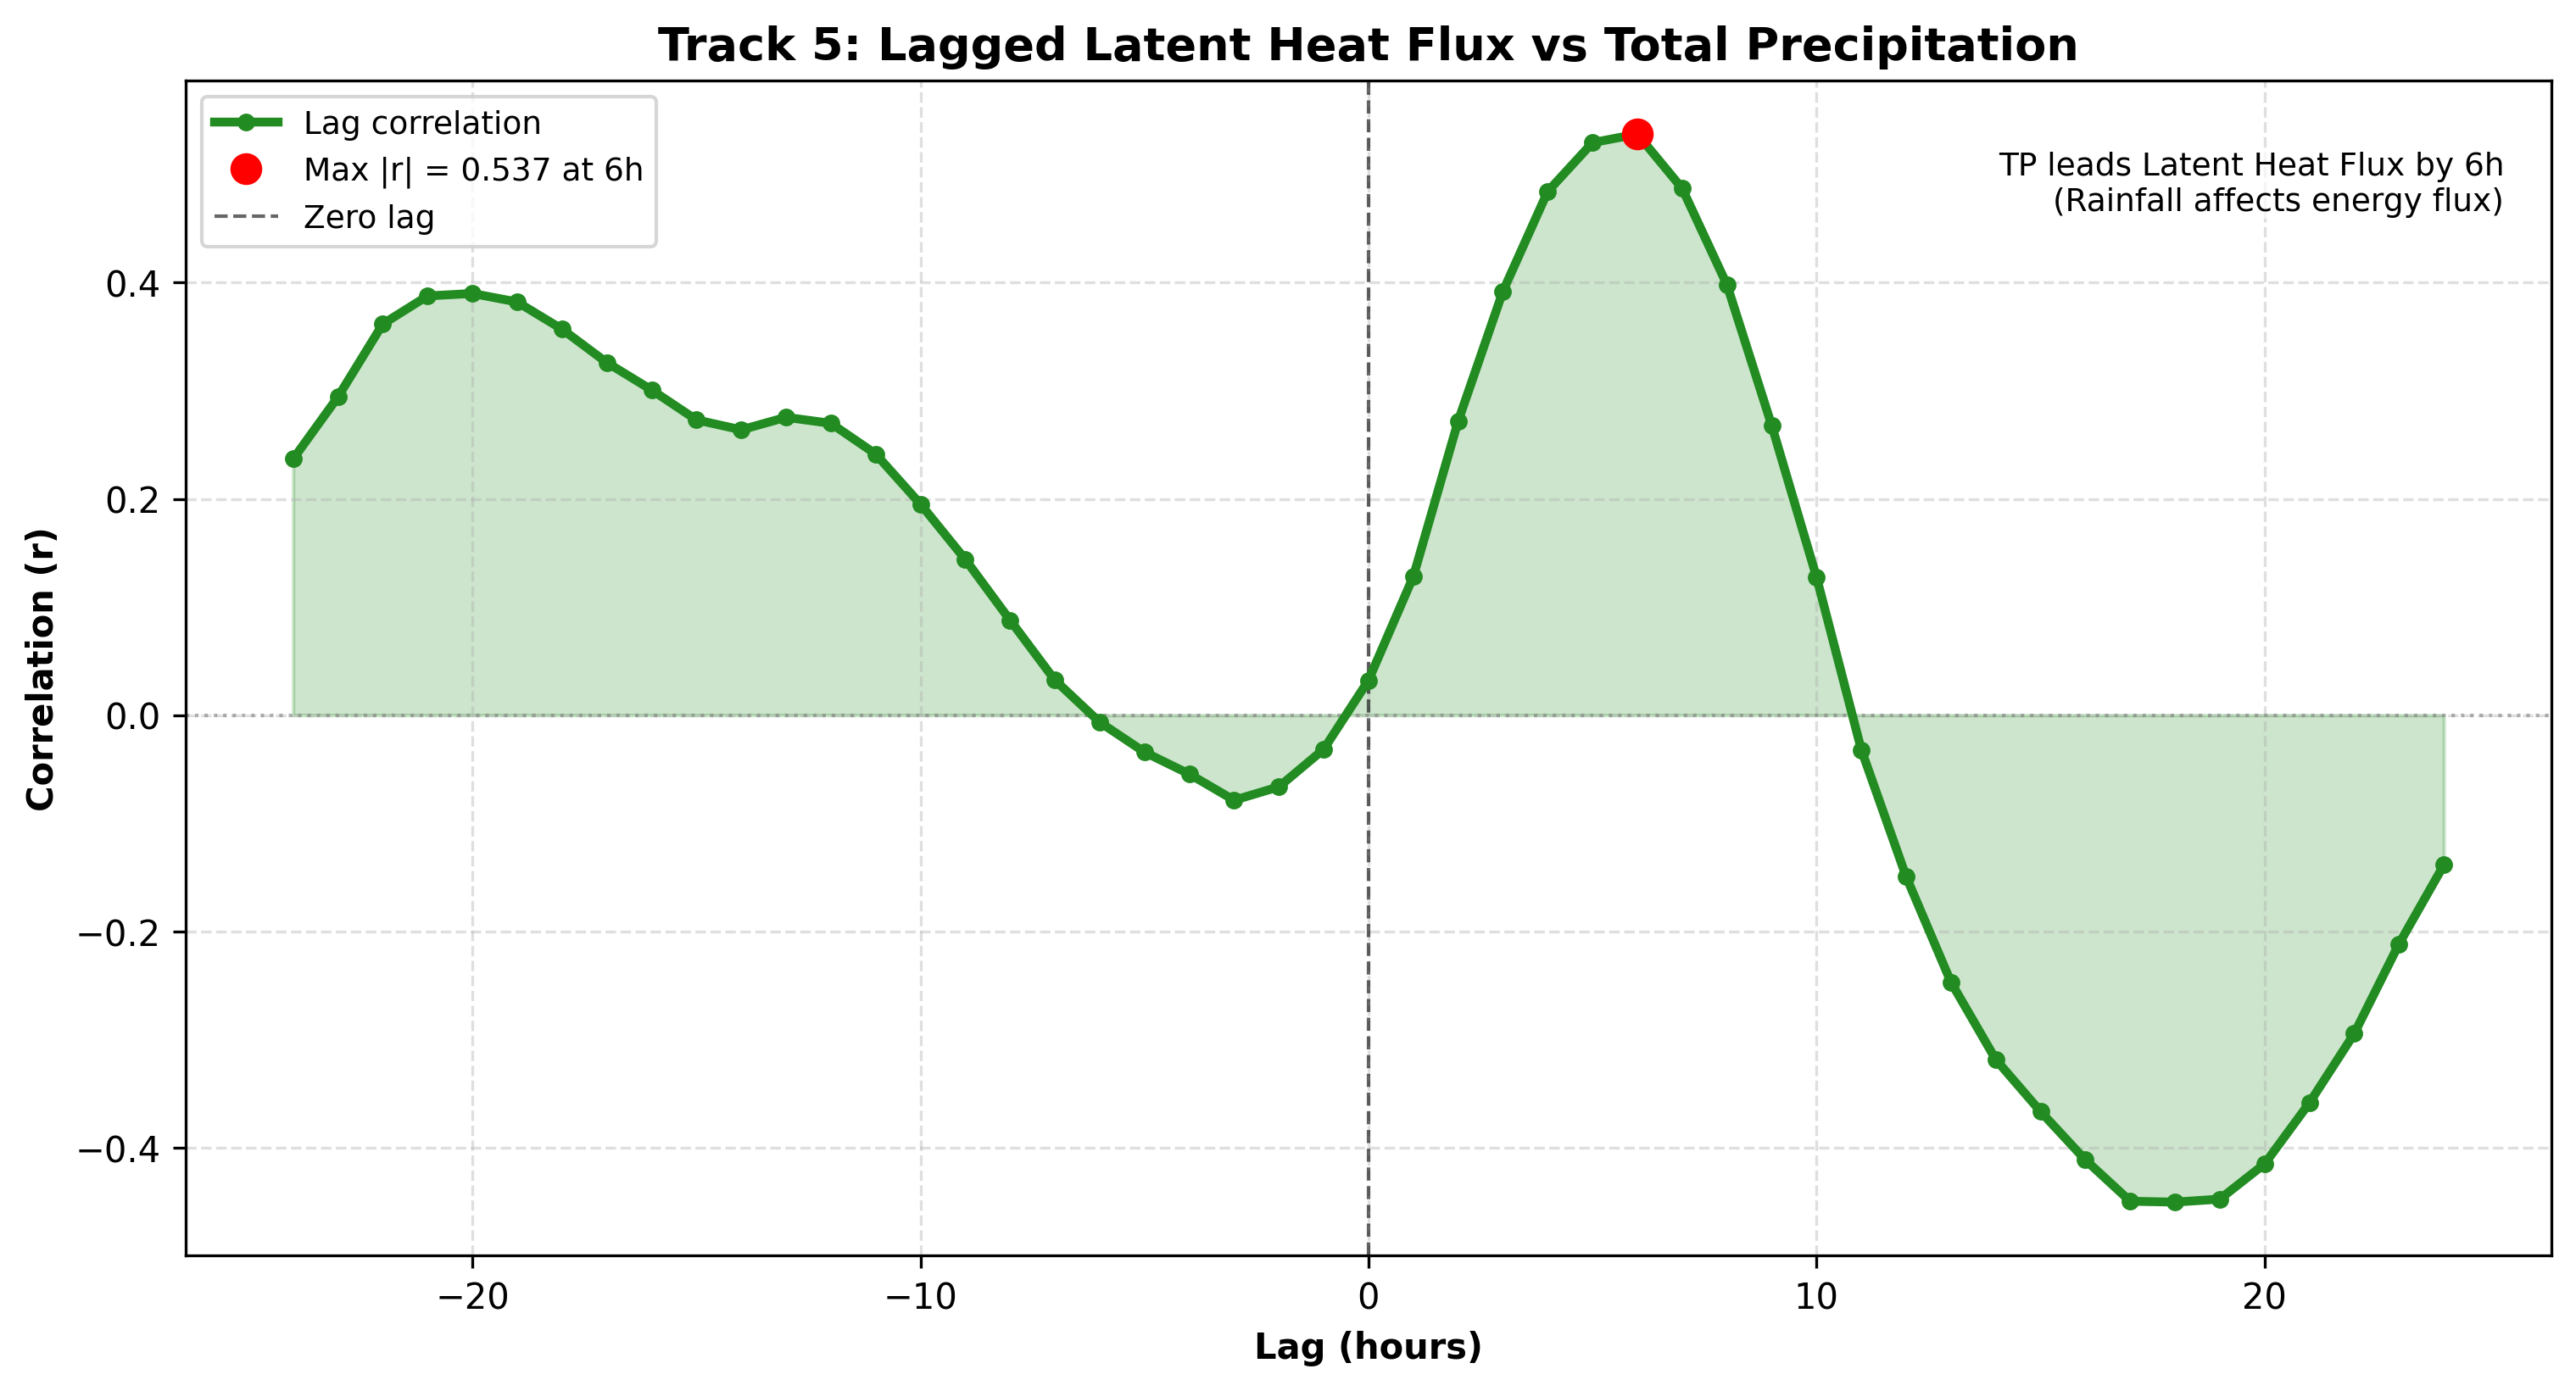 Track 5: Lagged Latent Heat Flux vs Total Precipitation
Lag correlation
Max |r| = 0.537 at 6h
Zero lag
TP leads Latent Heat Flux by 6h
(Rainfall affects energy flux)
Correlation (r)
0.4
0.2
0.0
−0.2
−0.4
−20
−10
0
10
20
Lag (hours)